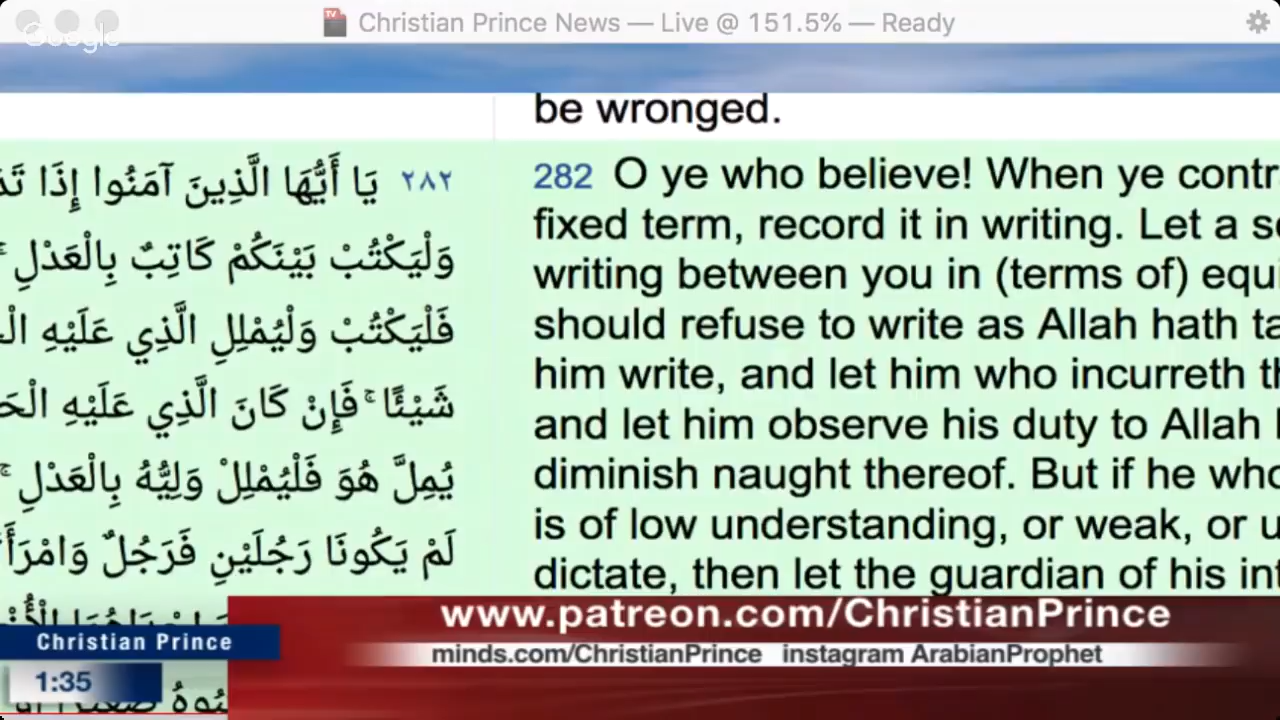 Christian Prince News — Live @ 151.5% — Ready
Google
be wronged.
٢٨٢ يَا أَيُّهَا الَّذِينَ آمَنُوا إِذَا
وَلْيَكْتُبْ بَيْنَكُمْ كَاتِبٌ بِالْعَدْلِ ۚ
فَلْيَكْتُبْ وَلْيُمْلِلِ الَّذِي عَلَيْهِ
شَيْئًا ۚ فَإِنْ كَانَ الَّذِي عَلَيْهِ
يُمِلَّ هُوَ فَلْيُمْلِلْ وَلِيُّهُ بِالْعَدْلِ ۚ
لَمْ يَكُونَا رَجُلَيْنِ فَرَجُلٌ
282 O ye who believe! When ye contr
fixed term, record it in writing. Let a sc
writing between you in (terms of) equi
should refuse to write as Allah hath ta
him write, and let him who incurreth th
and let him observe his duty to Allah
diminish naught thereof. But if he who
is of low understanding, or weak, or u
dictate, then let the guardian of his int
www.patreon.com/ChristianPrince
Christian Prince
minds.com/ChristianPrince instagram ArabianProphet
1:35